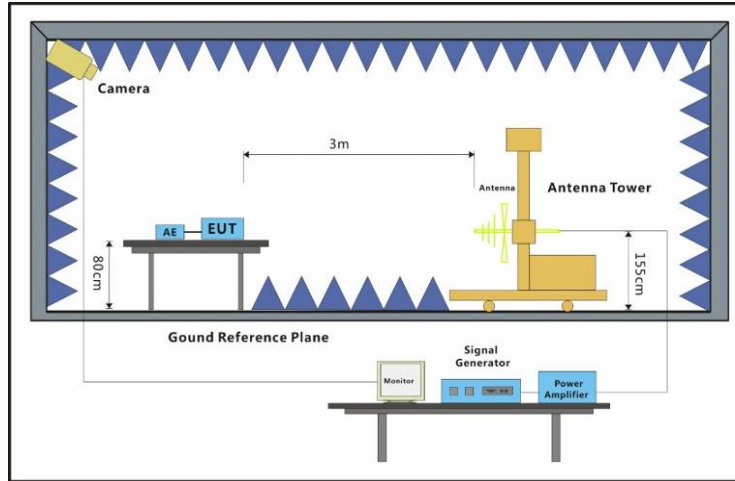 Camera
3m
Antenna
Antenna Tower
AE
EUT
80cm
155cm
Gound Reference Plane
Signal
Generator
Monitor
Power
Amplifier